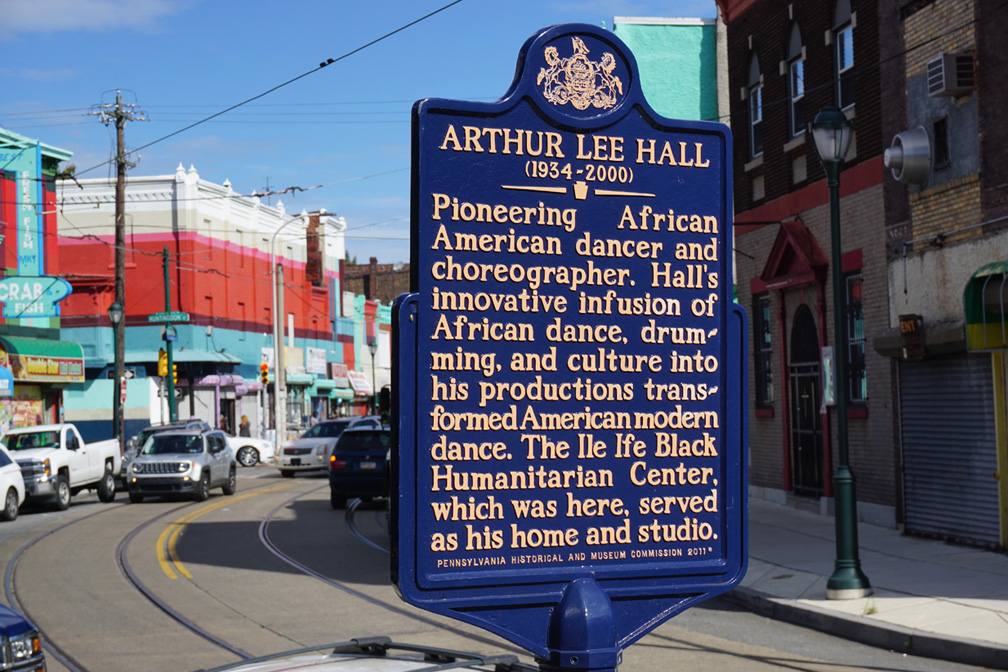 ARTHUR LEE HALL
(1934-2000)
Pioneering African
American dancer and
choreographer. Hall's
innovative infusion of
African dance, drum-
ming, and culture into
his productions trans-
formed American modern
dance. The Ile Ife Black
Humanitarian Center,
which was here, served
as his home and studio.
PENNSYLVANIA HISTORICAL AND MUSEUM COMMISSION 2011
CRAB
FISH
HUNTINGDON